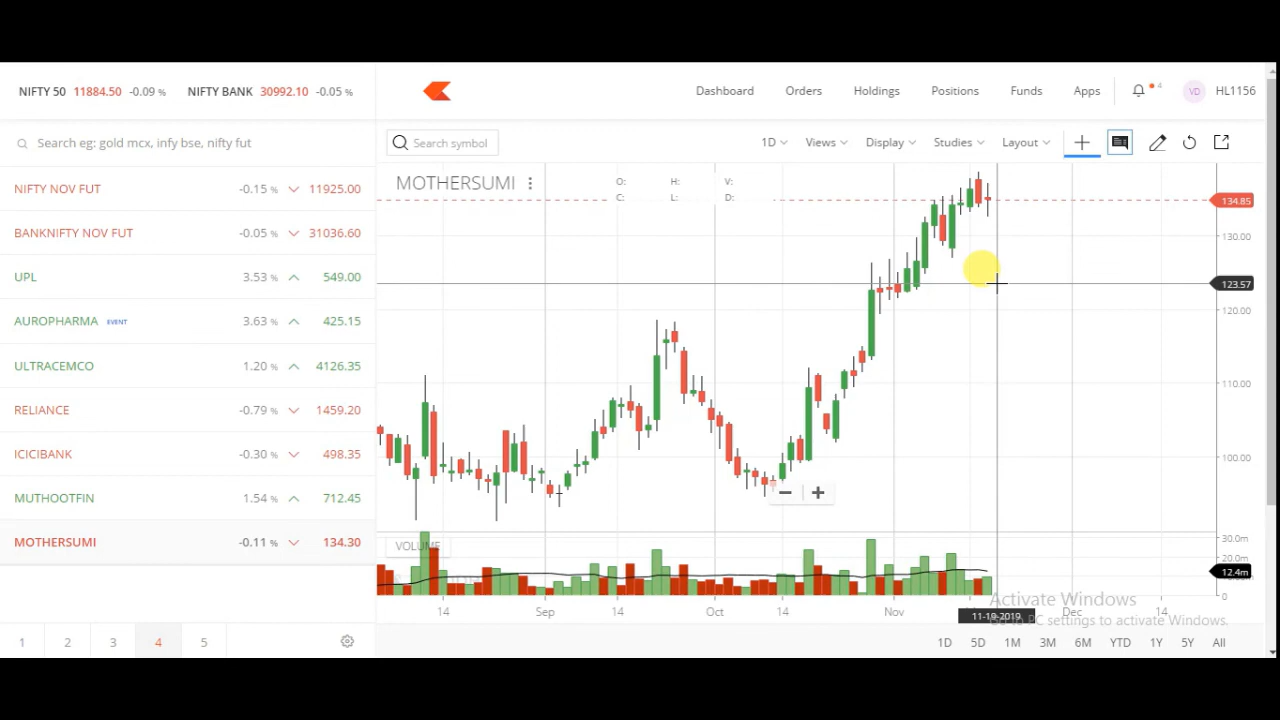 NIFTY 50 11884.50 -0.09 % NIFTY BANK 30992.10 -0.05 %
Dashboard Orders Holdings Positions Funds Apps 4 VD HL1156
Search eg: gold mcx, infy bse, nifty fut
Search symbol 1D Views Display Studies Layout
NIFTY NOV FUT -0.15 % 11925.00
BANKNIFTY NOV FUT -0.05 % 31036.60
UPL 3.53 % 549.00
AUROPHARMA EVENT 3.63 % 425.15
ULTRACEMCO 1.20 % 4126.35
RELIANCE -0.79 % 1459.20
ICICIBANK -0.30 % 498.35
MUTHOOTFIN 1.54 % 712.45
MOTHERSUMI -0.11 % 134.30
1 2 3 4 5
MOTHERSUMI
O: H: V:
C: L: D:
134.85
130.00
123.57
120.00
110.00
100.00
VOLUME
30.0m
20.0m
12.4m
0
14 Sep 14 Oct 14 Nov Dec 14
11-19-2019
Activate Windows
Go to PC settings to activate Windows.
1D 5D 1M 3M 6M YTD 1Y 5Y All